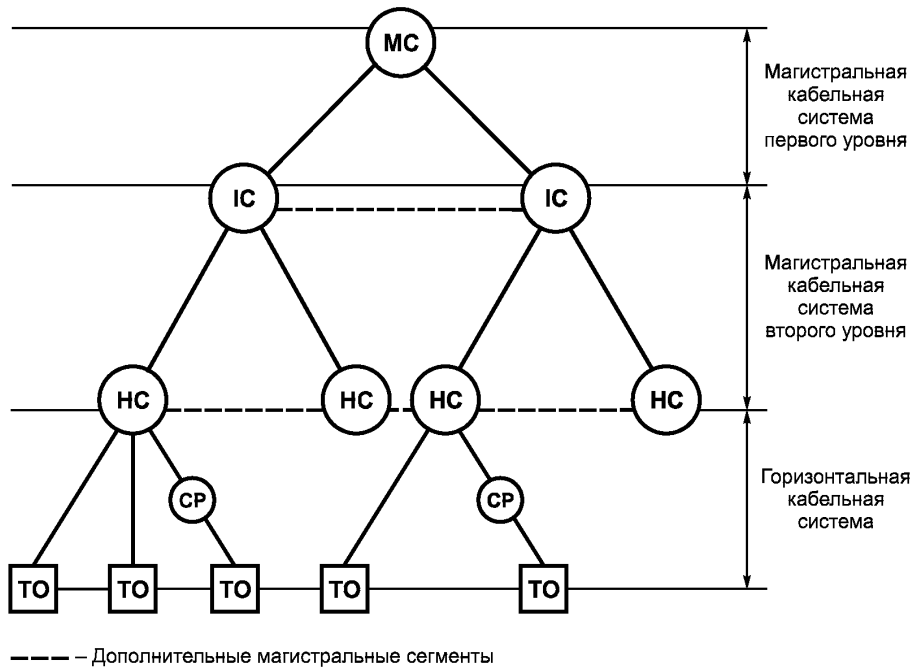 MC
Магистральная
кабельная
система
первого уровня
IC
IC
Магистральная
кабельная
система
второго уровня
HC
HC
HC
HC
CP
CP
Горизонтальная
кабельная
система
TO
TO
TO
TO
TO
– Дополнительные магистральные сегменты